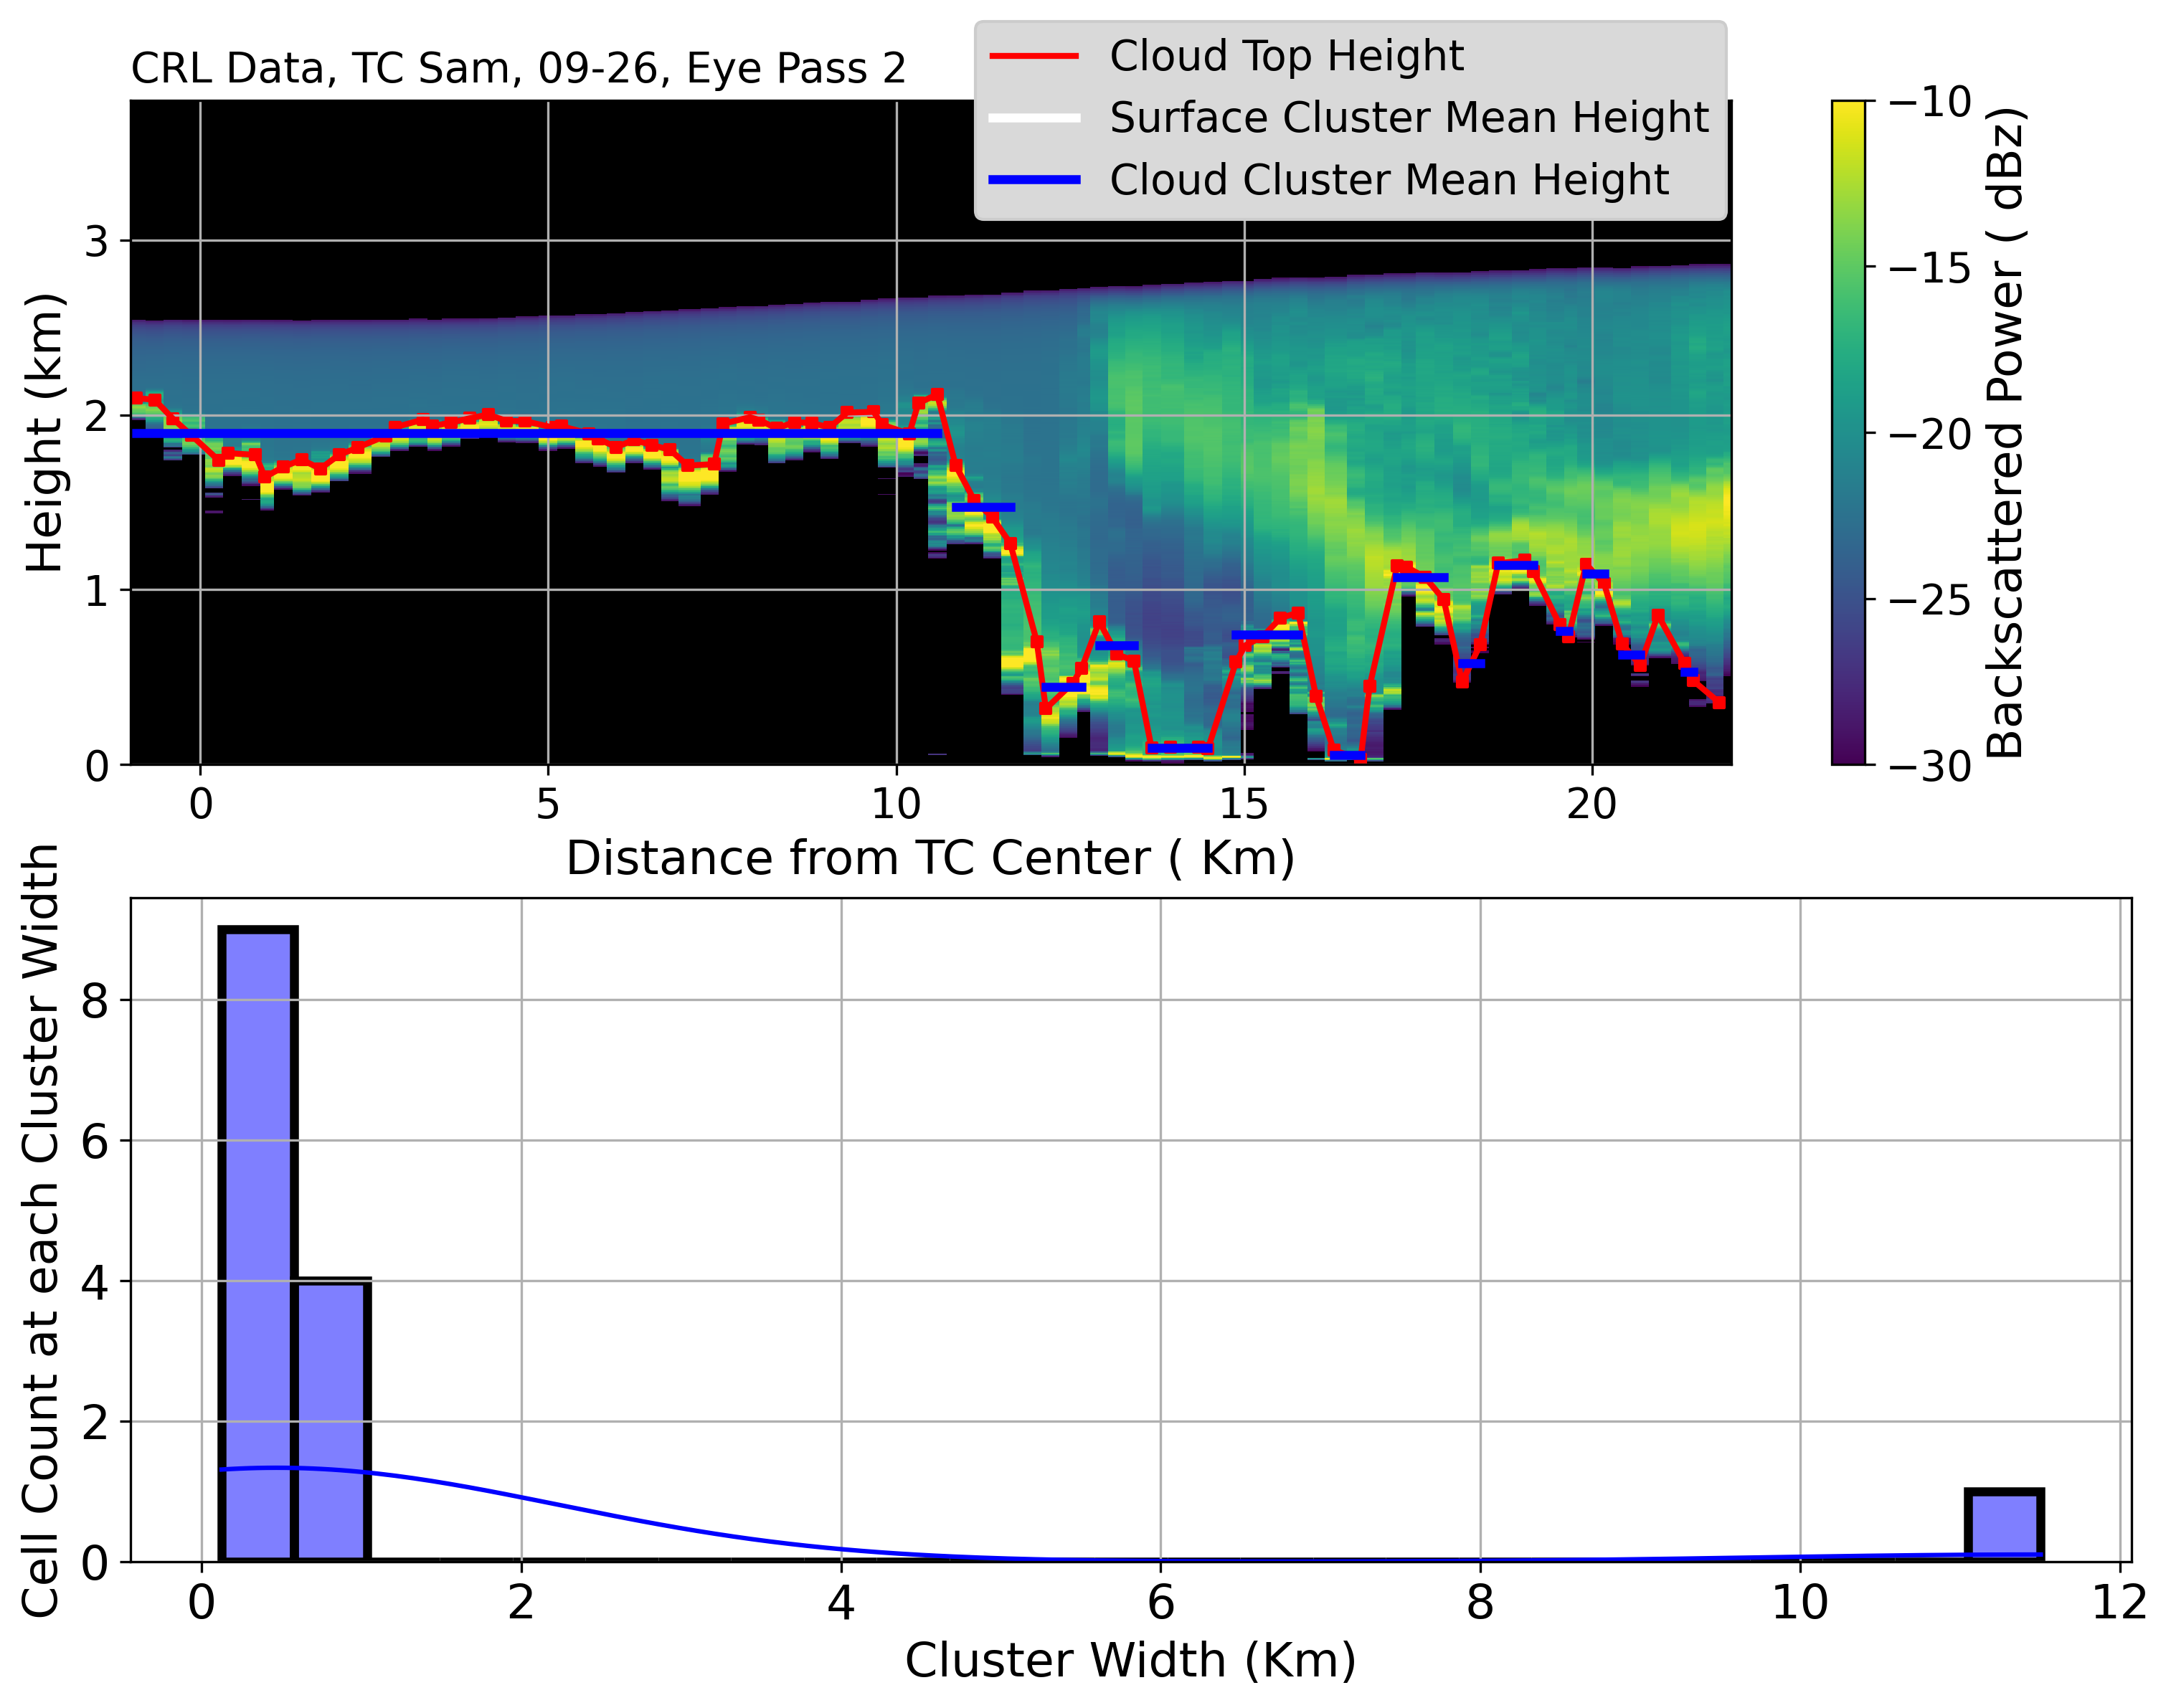 CRL Data, TC Sam, 09-26, Eye Pass 2
Cloud Top Height
Surface Cluster Mean Height
Cloud Cluster Mean Height
3
2
1
0
Height (km)
0 5 10 15 20
Distance from TC Center ( Km)
−10
−15
−20
−25
−30
Backscattered Power ( dBz)
8
6
4
2
0
Cell Count at each Cluster Width
0 2 4 6 8 10 12
Cluster Width (Km)